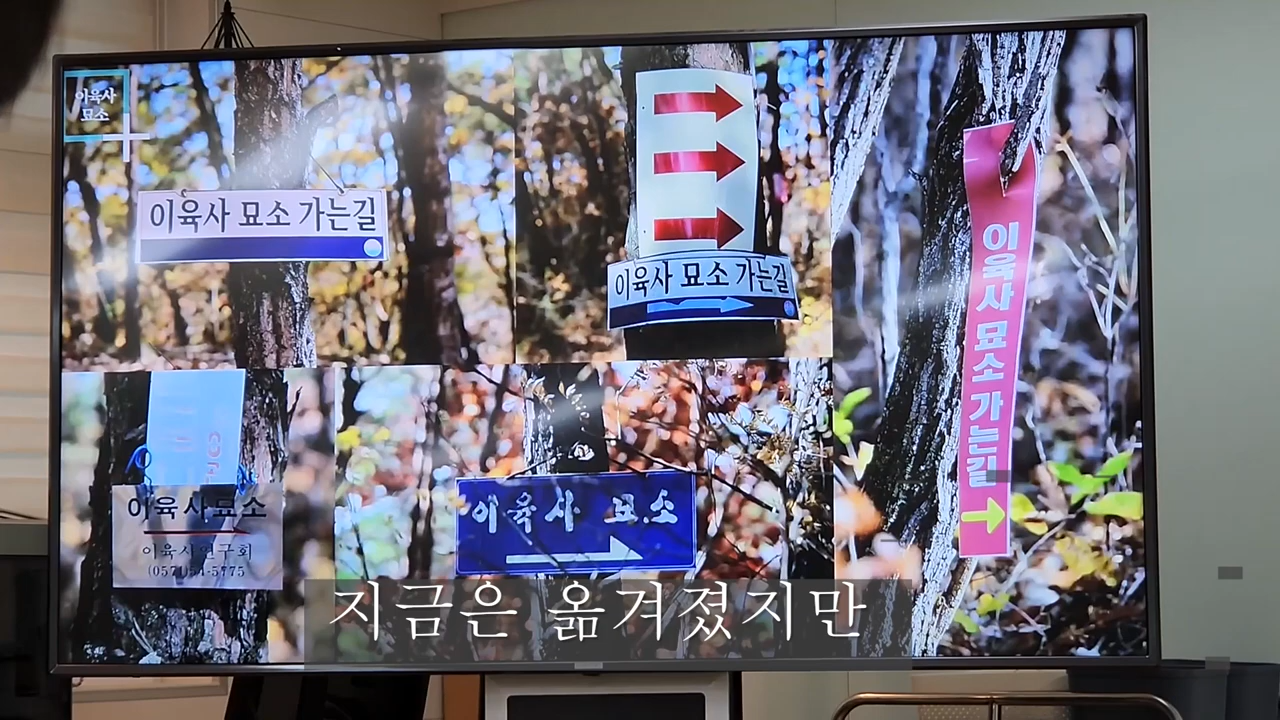 이육사
묘소
이육사 묘소 가는길
이육사 묘소 가는길
이육사 묘소 가는길
이육사묘소
이육사연구회
이육사 묘소
지금은 옮겨졌지만